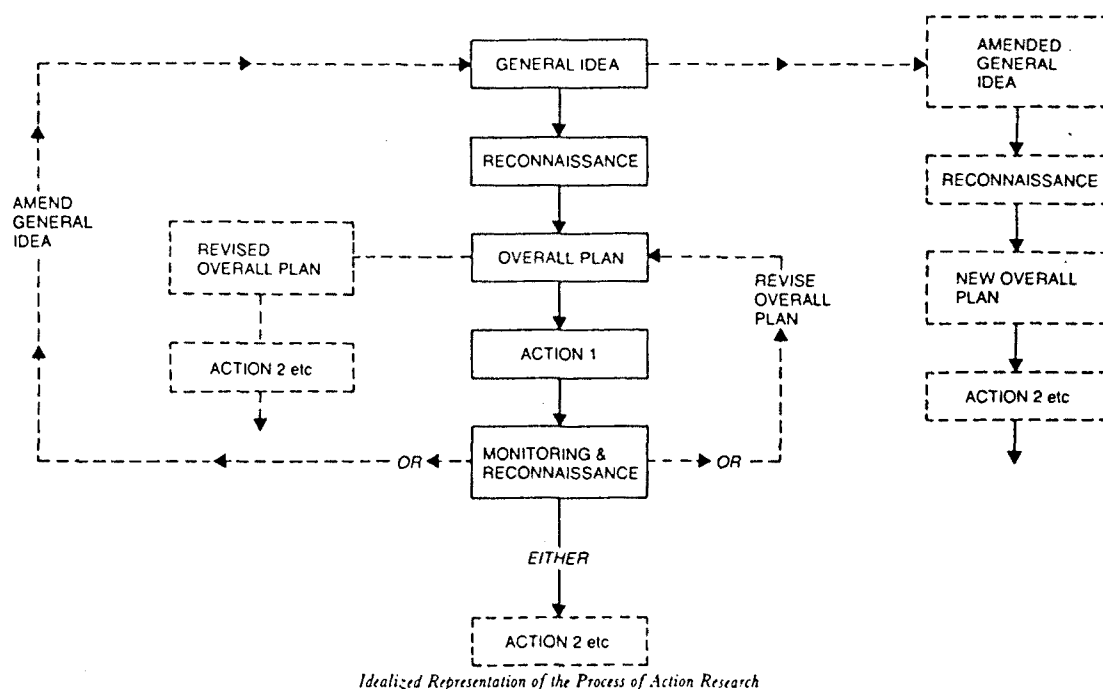 GENERAL IDEA
AMENDED
GENERAL
IDEA
RECONNAISSANCE
RECONNAISSANCE
AMEND
GENERAL
IDEA
REVISED
OVERALL PLAN
OVERALL PLAN
REVISE
OVERALL
PLAN
NEW OVERALL
PLAN
ACTION 2 etc
ACTION 1
ACTION 2 etc
OR
MONITORING &
RECONNAISSANCE
OR
EITHER
ACTION 2 etc
Idealized Representation of the Process of Action Research